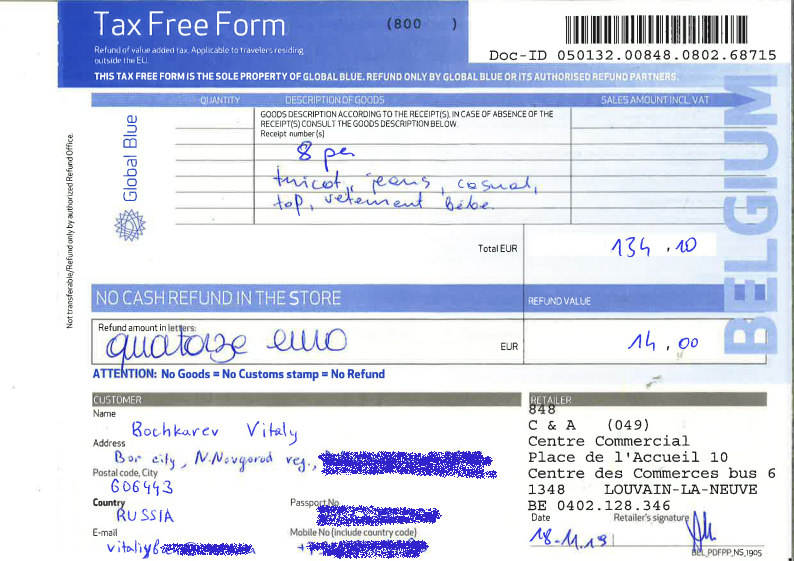 Tax Free Form
(800 )
Refund of value added tax. Applicable to travelers residing
outside the EU.
Doc-ID 050132.00848.0802.68715
THIS TAX FREE FORM IS THE SOLE PROPERTY OF GLOBAL BLUE. REFUND ONLY BY GLOBAL BLUE OR ITS AUTHORISED REFUND PARTNERS.
BELGIUM
Not transferable/Refund only by authorized Refund Office.
Global Blue
QUANTITY DESCRIPTION OF GOODS SALES AMOUNT INCL. VAT
GOODS DESCRIPTION ACCORDING TO THE RECEIPT(S). IN CASE OF ABSENCE OF THE
RECEIPT(S) CONSULT THE GOODS DESCRIPTION BELOW.
Receipt number(s)
8 pc
tricot, jeans, casual,
top, vetement Bébé.
Total EUR 134,10
NO CASH REFUND IN THE STORE REFUND VALUE
Refund amount in letters:
quatorze euro EUR 14,00
ATTENTION: No Goods = No Customs stamp = No Refund
CUSTOMER
Name
Bochkarev Vitaly
Address
Bor city, N.Novgorod reg.,
Postal code, City
606443
Country
RUSSIA
Passport No
E-mail
Mobile No (include country code)
+7
RETAILER
848
C & A (049)
Centre Commercial
Place de l'Accueil 10
Centre des Commerces bus 6
1348 LOUVAIN-LA-NEUVE
BE 0402.128.346
Date Retailer's signature
18-11.19
BEL_PDFPP_NS_1905